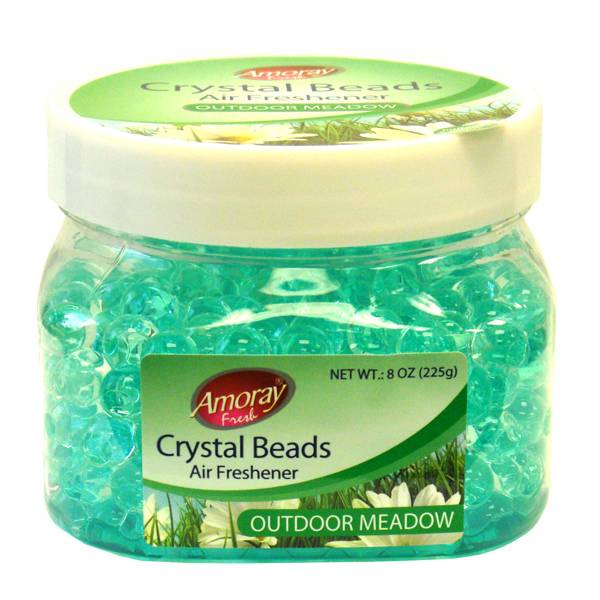 Amoray
Fresh
Crystal Beads
Air Freshener
OUTDOOR MEADOW
NET WT.: 8 OZ (225g)
Amoray®
Fresh
Crystal Beads
Air Freshener
OUTDOOR MEADOW